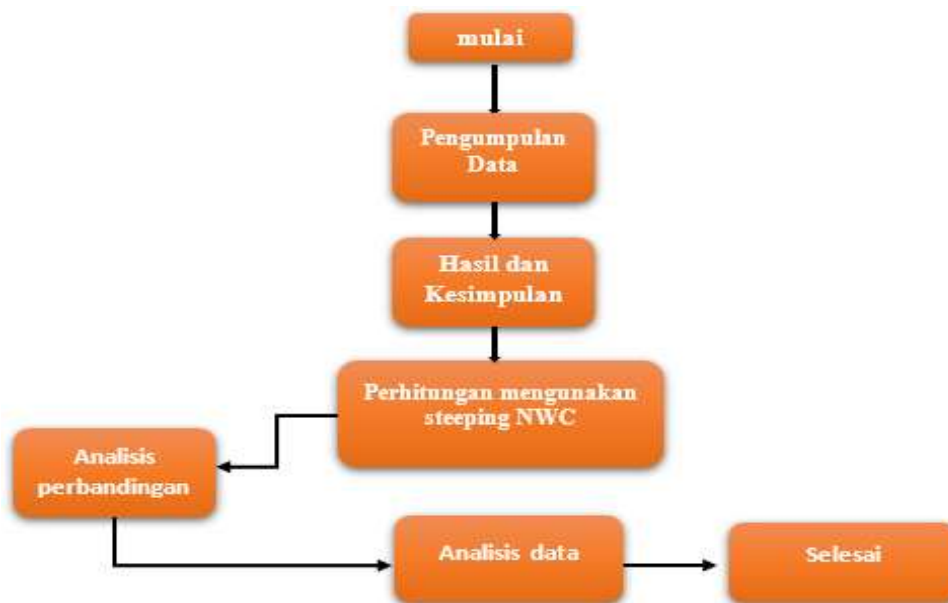 mulai
Pengumpulan
Data
Hasil dan
Kesimpulan
Perhitungan mengunakan
steeping NWC
Analisis
perbandingan
Analisis data
Selesai